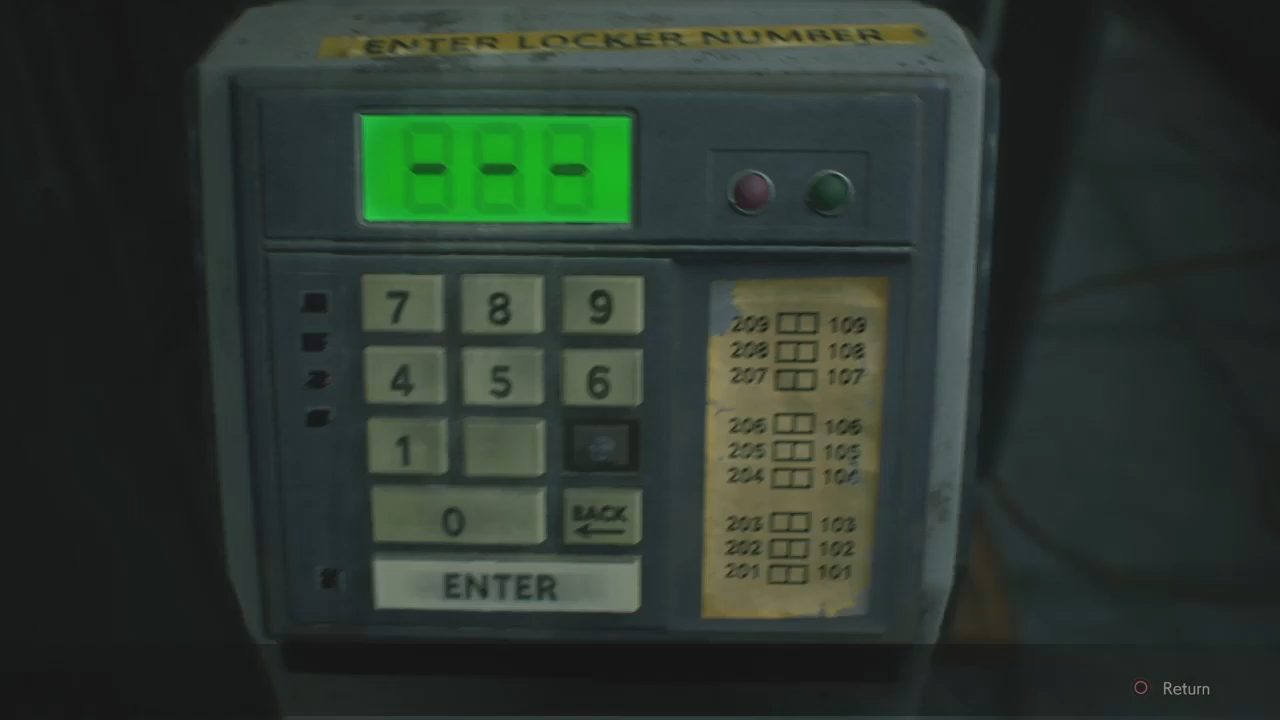 ENTER LOCKER NUMBER
- - -
7 8 9
4 5 6
1
0 BACK
ENTER
209 109
208 108
207 107
206 106
205 105
204 104
203 103
202 102
201 101
Return